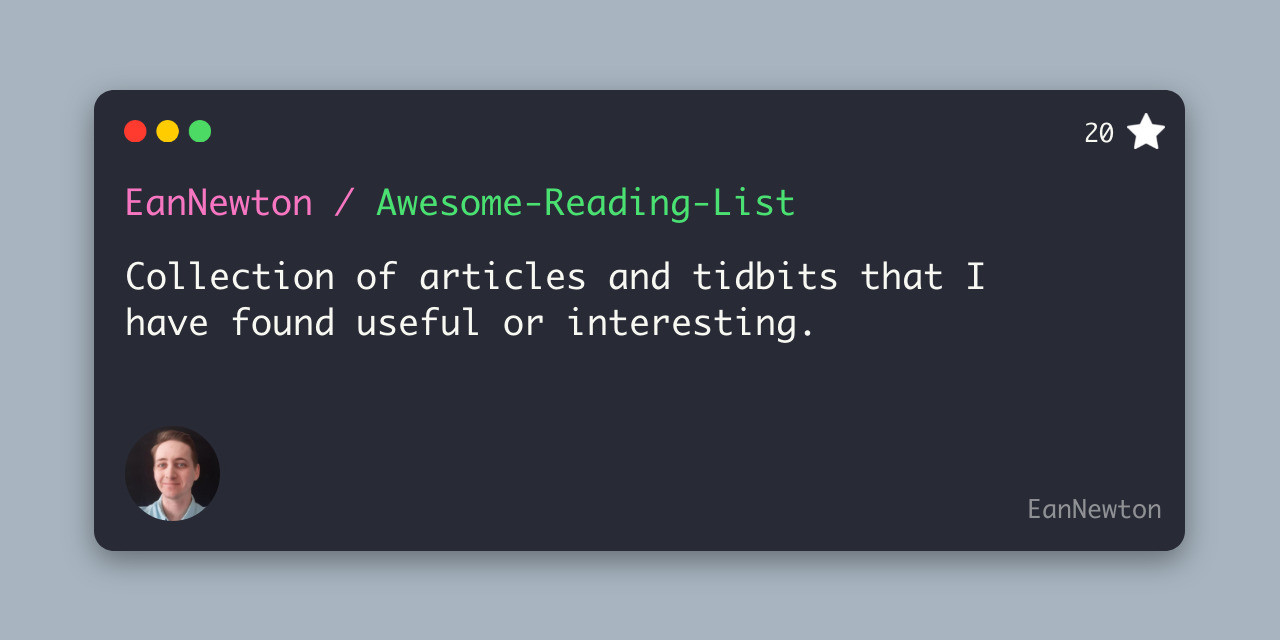 20
EanNewton / Awesome-Reading-List
Collection of articles and tidbits that I
have found useful or interesting.
EanNewton